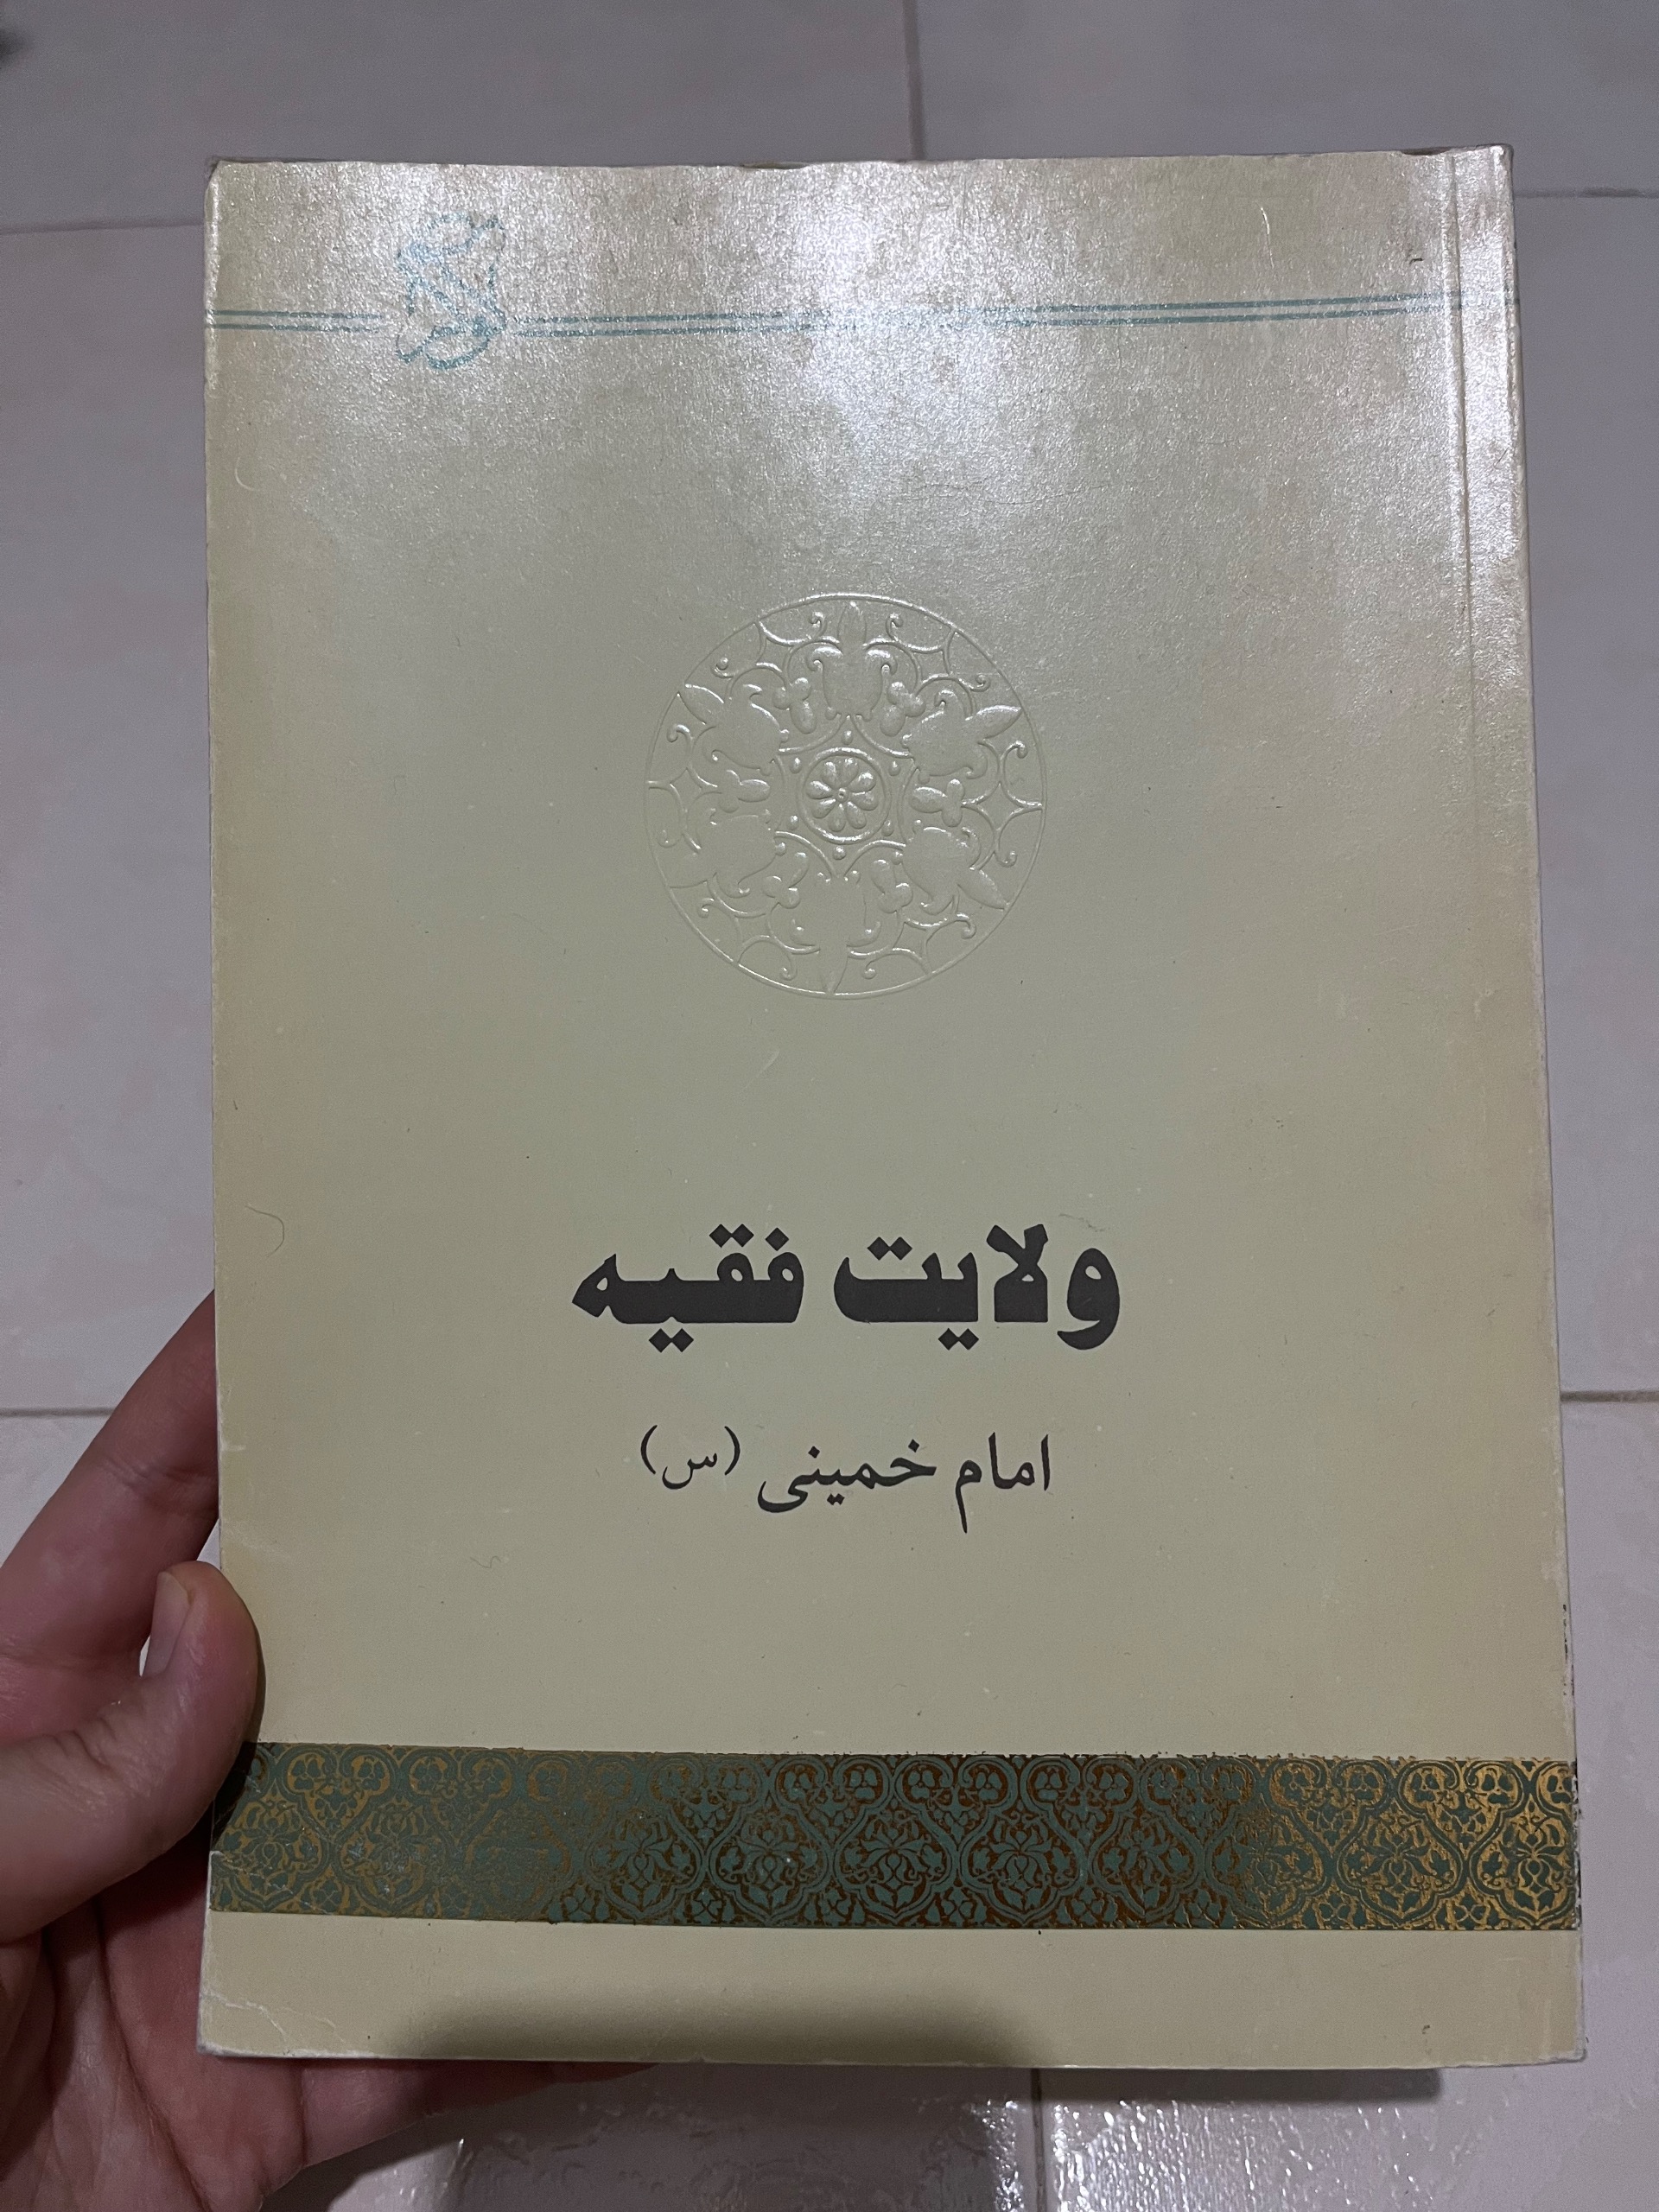 ولایت فقیه
امام خمینی (س)